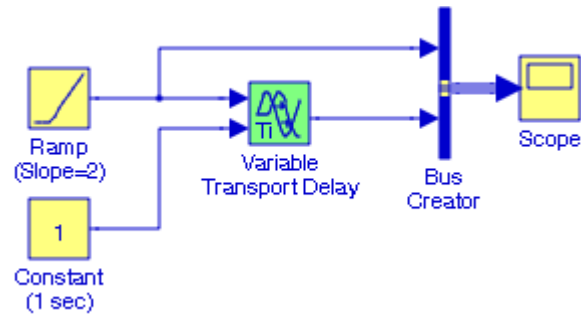 Ramp
(Slope=2)
Ti
Variable
Transport Delay
Bus
Creator
Scope
1
Constant
(1 sec)